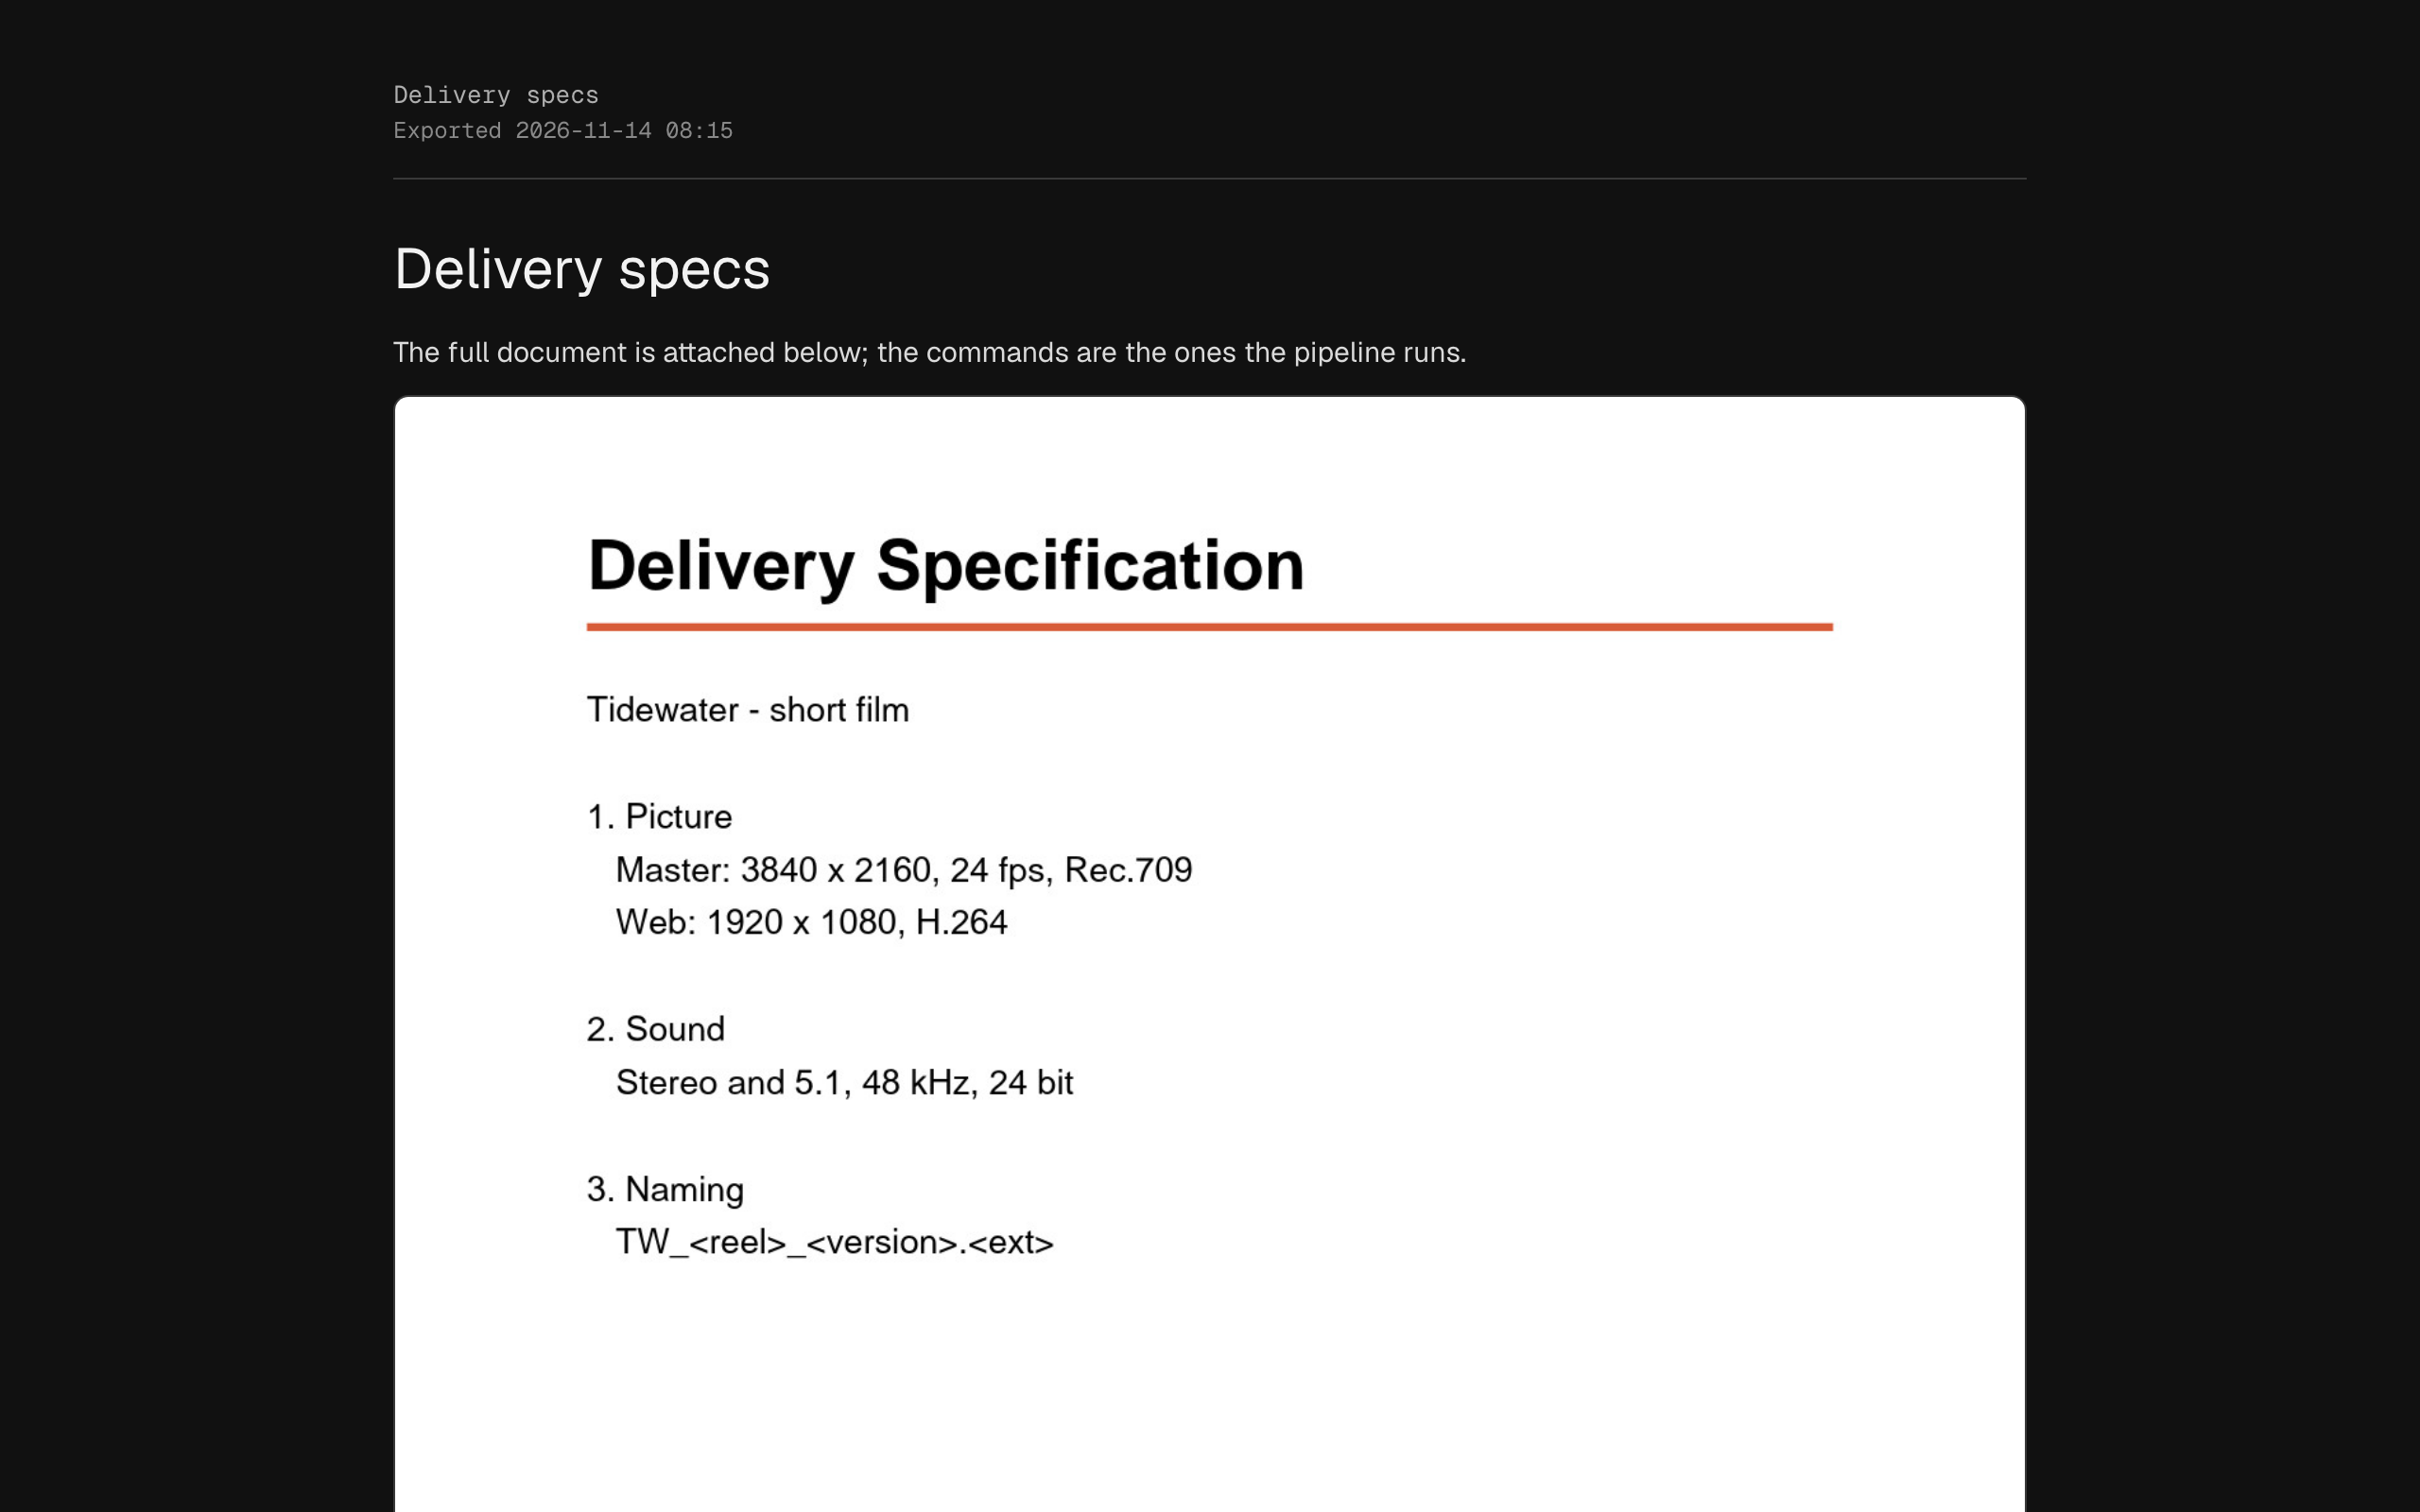 Delivery specs
Exported 2026-11-14 08:15
Delivery specs
The full document is attached below; the commands are the ones the pipeline runs.
Delivery Specification
Tidewater - short film
1. Picture
Master: 3840 x 2160, 24 fps, Rec.709
Web: 1920 x 1080, H.264
2. Sound
Stereo and 5.1, 48 kHz, 24 bit
3. Naming
TW_<reel>_<version>.<ext>